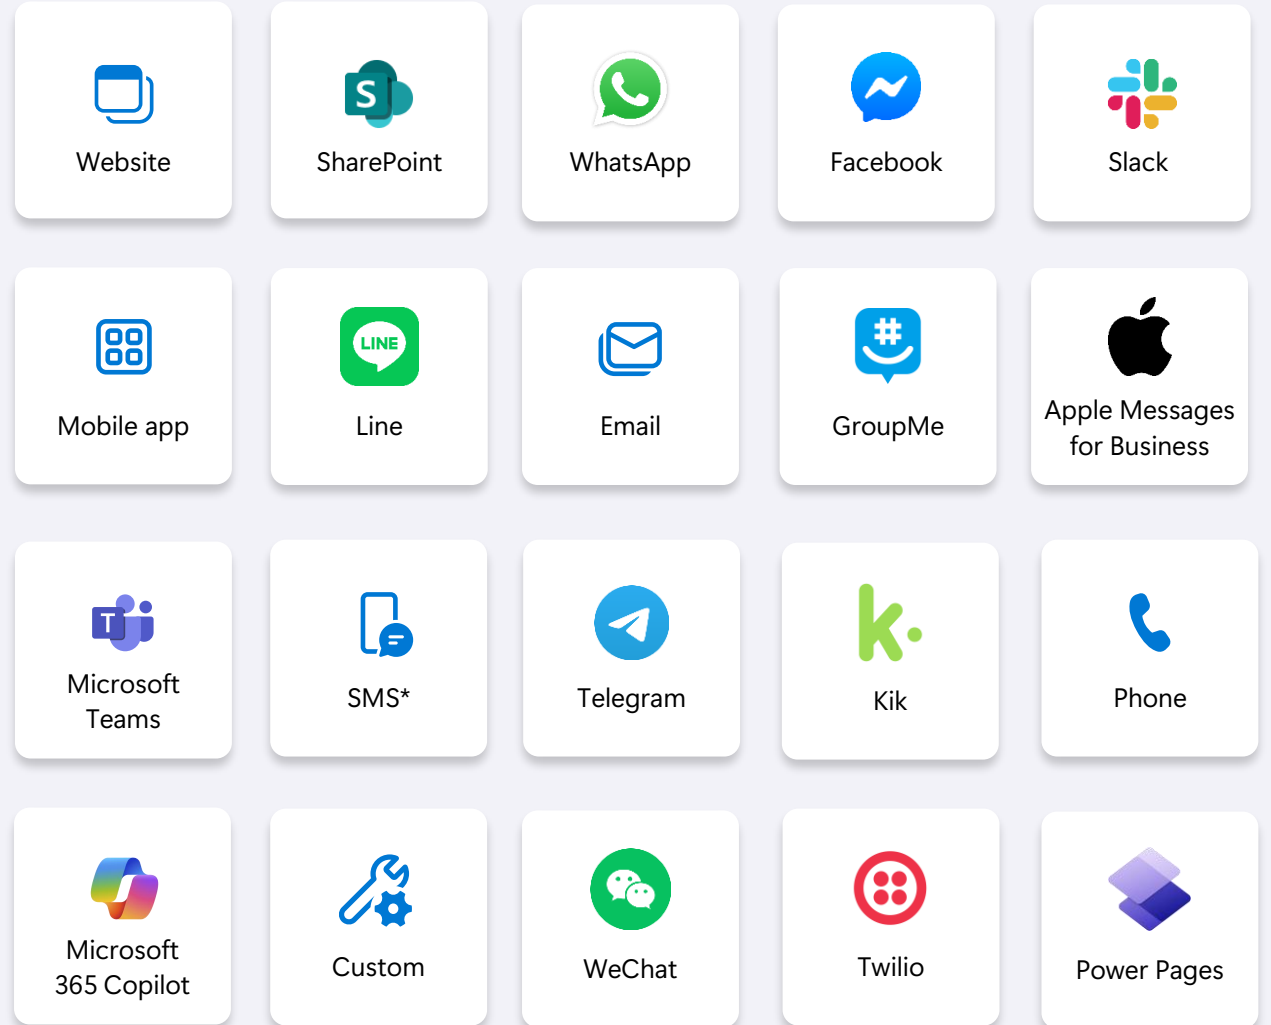 Website
S
SharePoint
WhatsApp
Facebook
Slack
Mobile app
LINE
Line
Email
#
GroupMe
Apple Messages
for Business
T
Microsoft
Teams
SMS*
Telegram
k.
Kik
Phone
Microsoft
365 Copilot
Custom
WeChat
Twilio
Power Pages